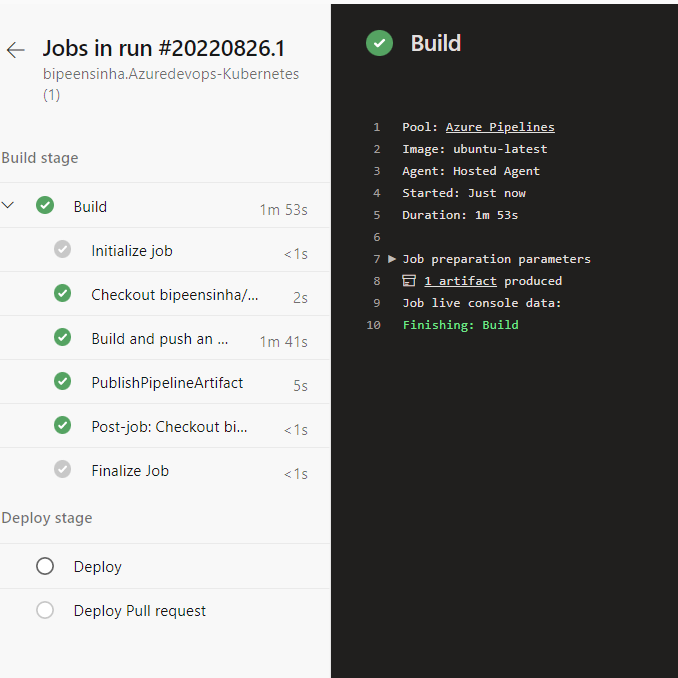 Jobs in run #20220826.1
bipeensinha.Azuredevops-Kubernetes
(1)
Build stage
Build 1m 53s
Initialize job <1s
Checkout bipeensinha/... 2s
Build and push an ... 1m 41s
PublishPipelineArtifact 5s
Post-job: Checkout bi... <1s
Finalize Job <1s
Deploy stage
Deploy
Deploy Pull request
Build
1 Pool: Azure Pipelines
2 Image: ubuntu-latest
3 Agent: Hosted Agent
4 Started: Just now
5 Duration: 1m 53s
6
7 Job preparation parameters
8 1 artifact produced
9 Job live console data:
10 Finishing: Build